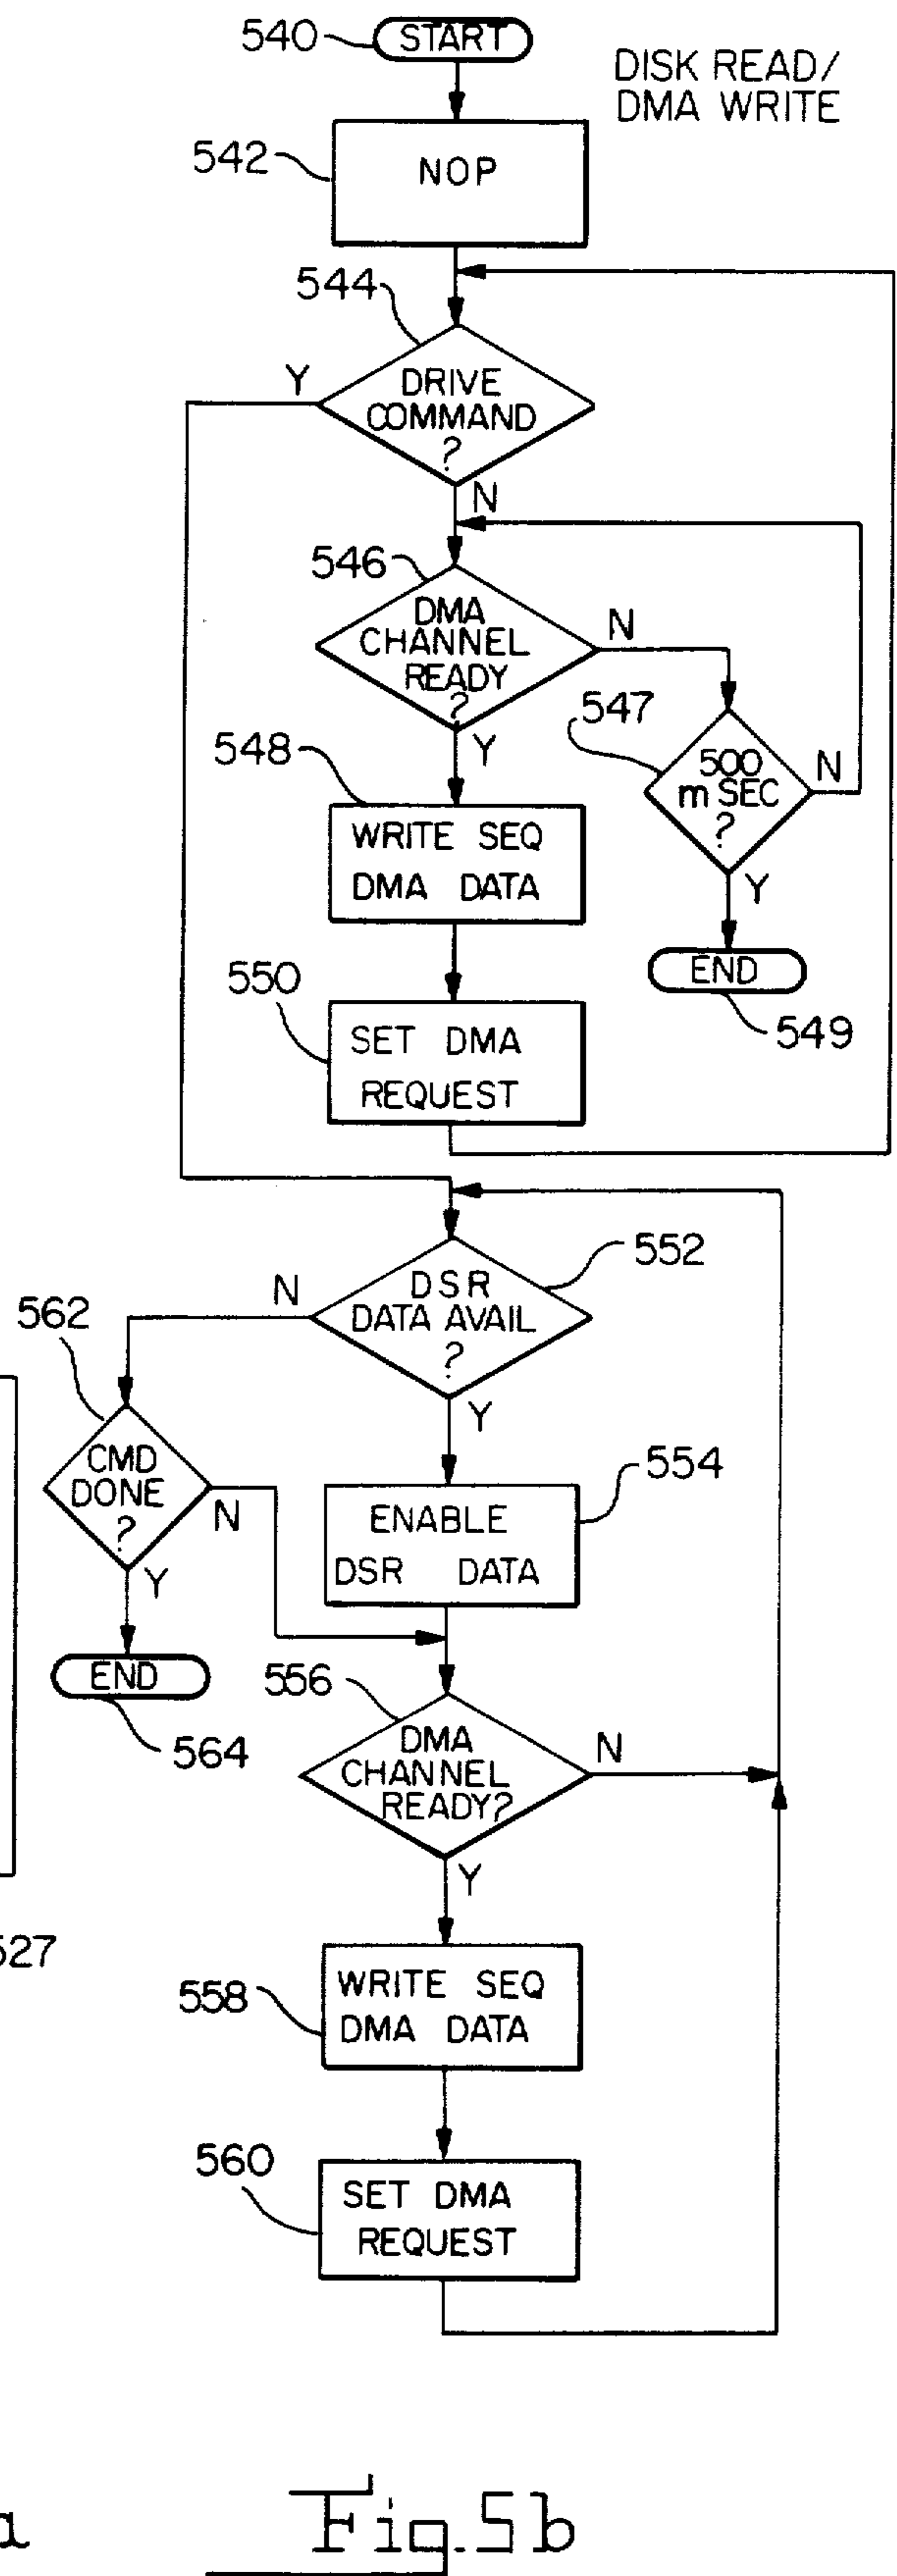 540 START
DISK READ/
DMA WRITE
542 NOP
544
Y DRIVE
COMMAND
?
N
546
DMA
CHANNEL
READY
?
N
Y
547
500
m SEC
?
N
Y
548
WRITE SEQ
DMA DATA
END
549
550
SET DMA
REQUEST
552
DSR
DATA AVAIL
?
N
Y
562
CMD
DONE
?
N
Y
554
ENABLE
DSR DATA
END
564
556
DMA
CHANNEL
READY?
N
Y
527
558
WRITE SEQ
DMA DATA
560
SET DMA
REQUEST
a
Fig.5b